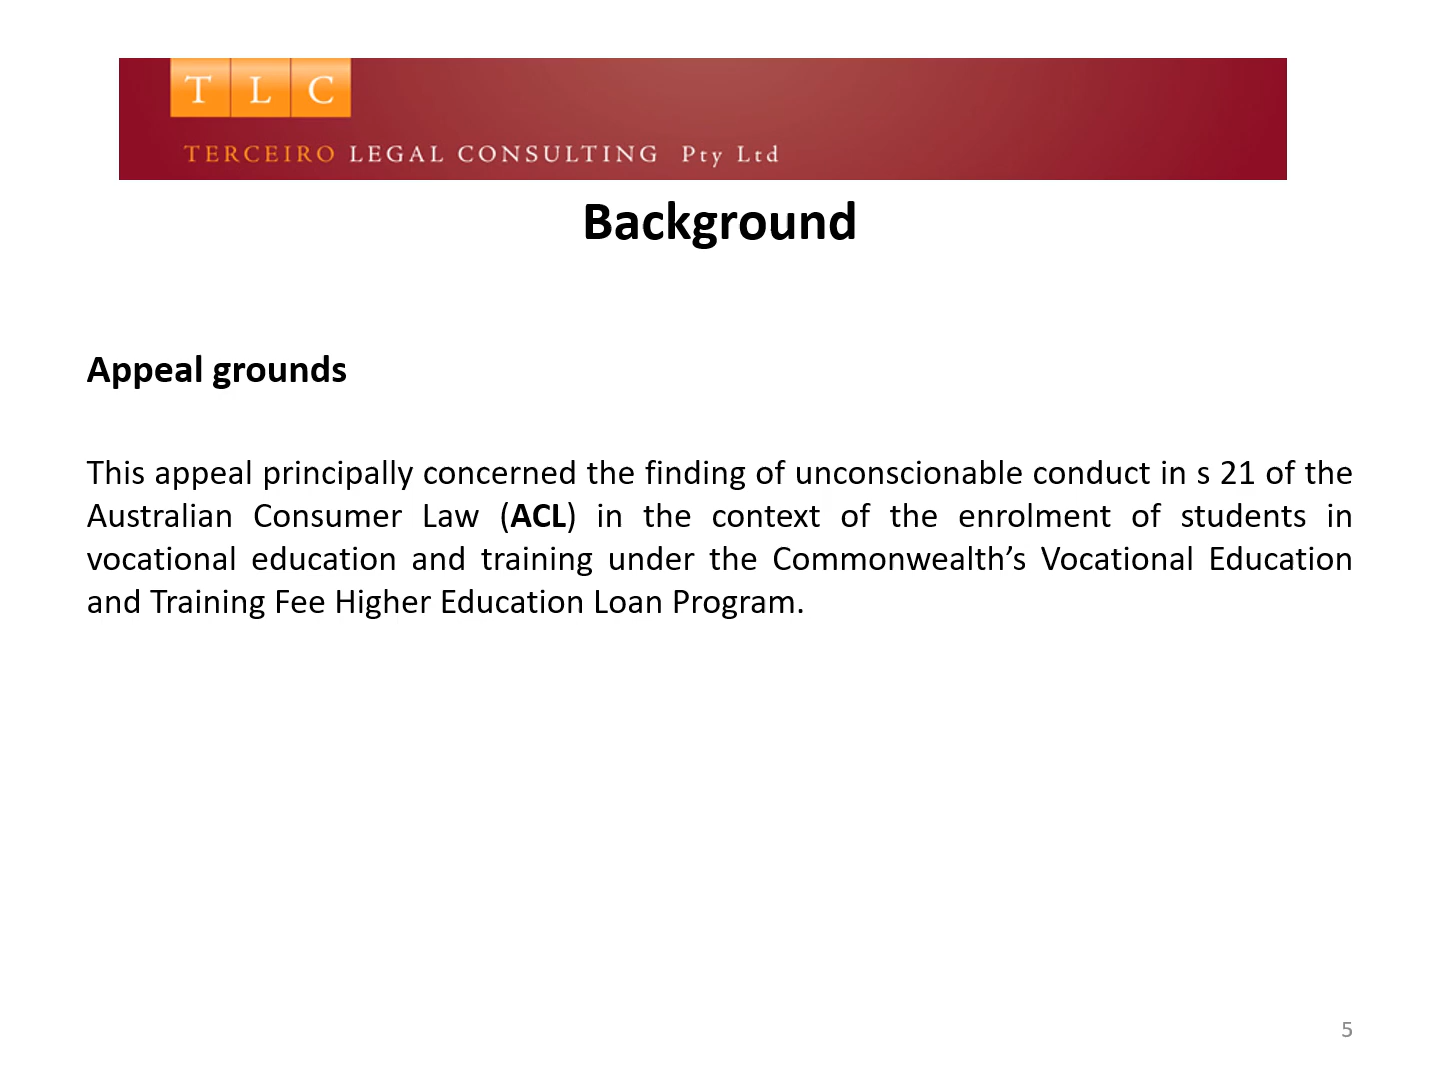 T L C
TERCEIRO LEGAL CONSULTING Pty Ltd
Background
Appeal grounds
This appeal principally concerned the finding of unconscionable conduct in s 21 of the
Australian Consumer Law (ACL) in the context of the enrolment of students in
vocational education and training under the Commonwealth’s Vocational Education
and Training Fee Higher Education Loan Program.
5